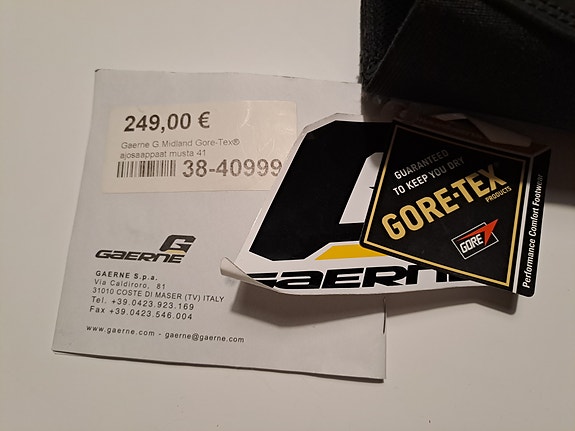 249,00 €
Gaerne G Midland Gore-Tex®
ajosaappaat musta 41
38-40999
GAERNE
GAERNE S.p.a.
Via Caldiroro, 81
31010 COSTE DI MASER (TV) ITALY
Tel. +39.0423.923.169
Fax +39.0423.546.004
www.gaerne.com - gaerne@gaerne.com
GAERNE
GUARANTEED
TO KEEP YOU DRY
GORE-TEX®
PRODUCTS
GORE
Performance Comfort Footwear